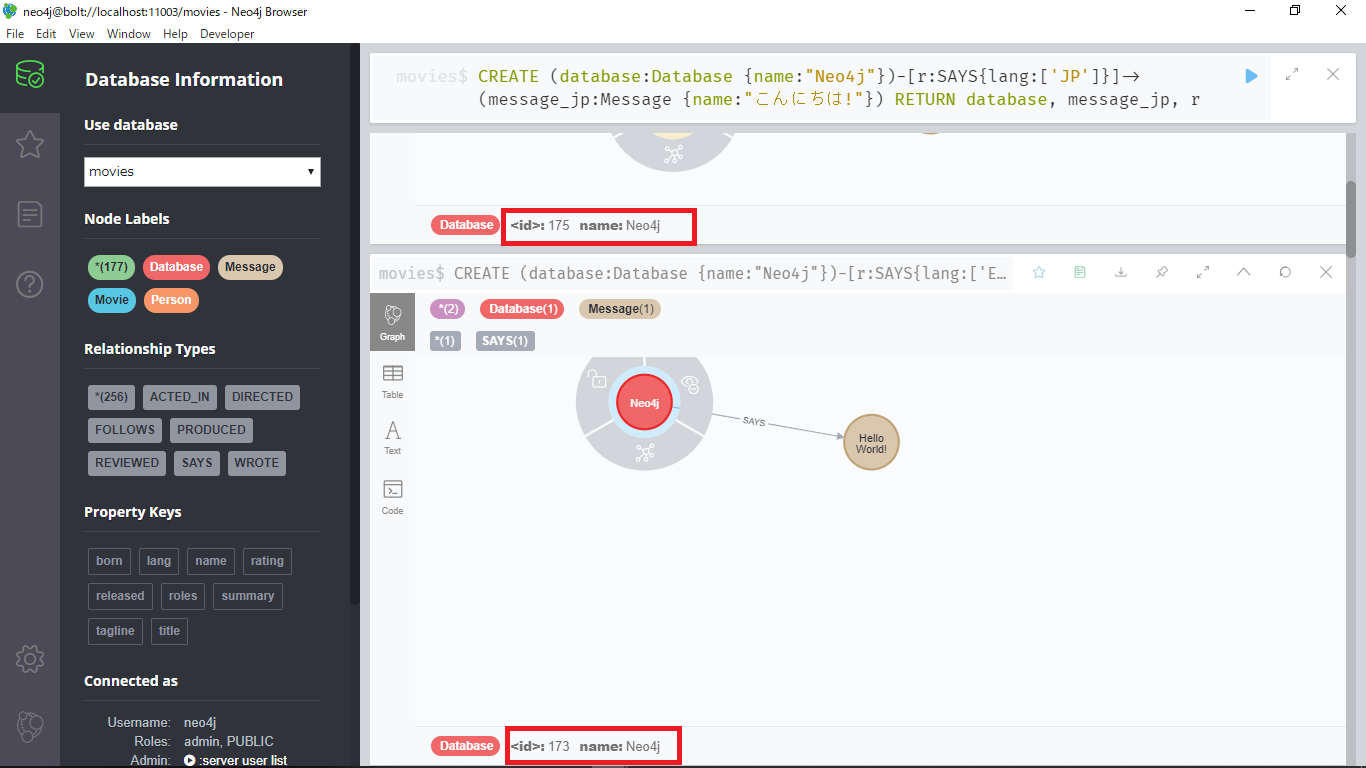 neo4j@bolt://localhost:11003/movies - Neo4j Browser
File Edit View Window Help Developer
Database Information
Use database
movies
Node Labels
*(177) Database Message
Movie Person
Relationship Types
*(256) ACTED_IN DIRECTED
FOLLOWS PRODUCED
REVIEWED SAYS WROTE
Property Keys
born lang name rating
released roles summary
tagline title
Connected as
Username: neo4j
Roles: admin, PUBLIC
Admin: :server user list
movies$ CREATE (database:Database {name:"Neo4j"})-[r:SAYS{lang:['JP']}]->
(message_jp:Message {name:"こんにちは!"}) RETURN database, message_jp, r
Database <id>: 175 name: Neo4j
movies$ CREATE (database:Database {name:"Neo4j"})-[r:SAYS{lang:['E…
Graph
*(2) Database(1) Message(1)
*(1) SAYS(1)
Table
Text
Code
Neo4j
SAYS
Hello
World!
Database <id>: 173 name: Neo4j